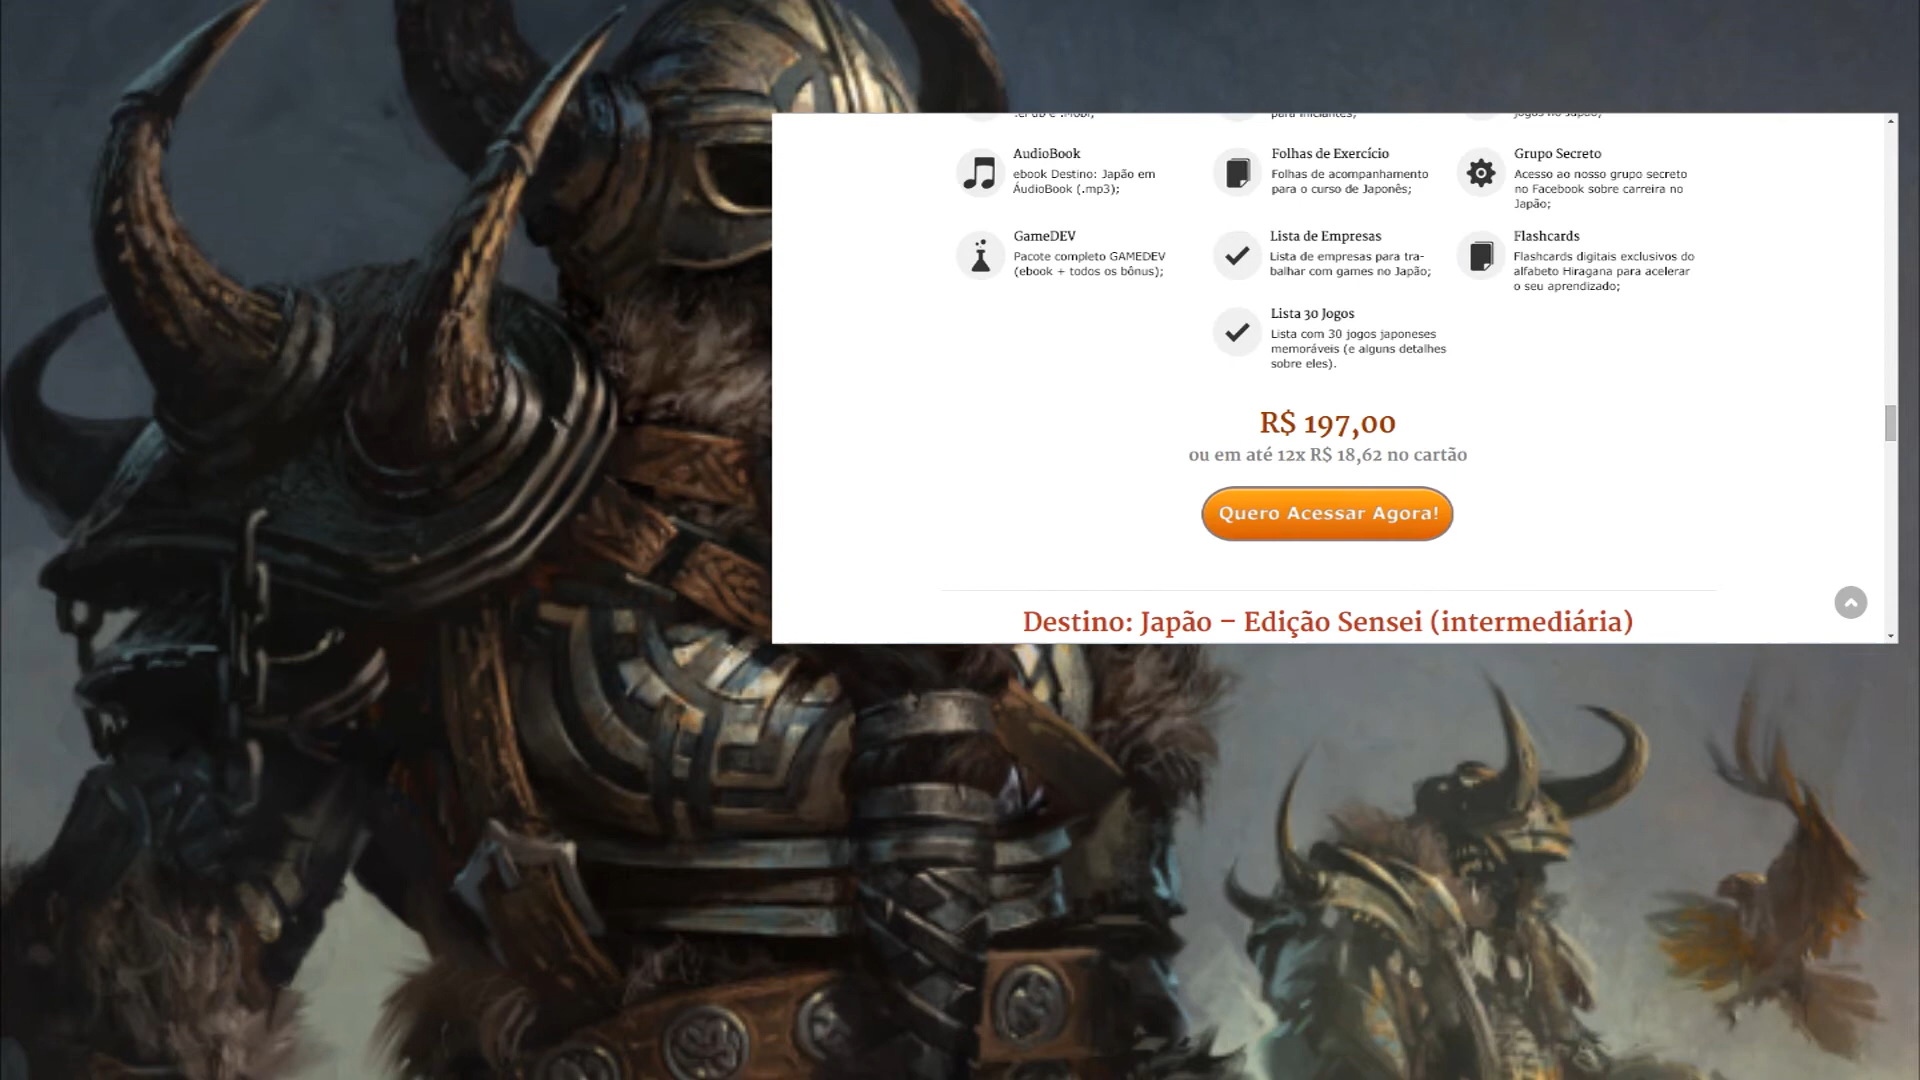 AudioBook
ebook Destino: Japão em
ÁudioBook (.mp3);
Folhas de Exercício
Folhas de acompanhamento
para o curso de Japonês;
Grupo Secreto
Acesso ao nosso grupo secreto
no Facebook sobre carreira no
Japão;
GameDEV
Pacote completo GAMEDEV
(ebook + todos os bônus);
Lista de Empresas
Lista de empresas para tra-
balhar com games no Japão;
Flashcards
Flashcards digitais exclusivos do
alfabeto Hiragana para acelerar
o seu aprendizado;
Lista 30 Jogos
Lista com 30 jogos japoneses
memoráveis (e alguns detalhes
sobre eles).
R$ 197,00
ou em até 12x R$ 18,62 no cartão
Quero Acessar Agora!
Destino: Japão – Edição Sensei (intermediária)